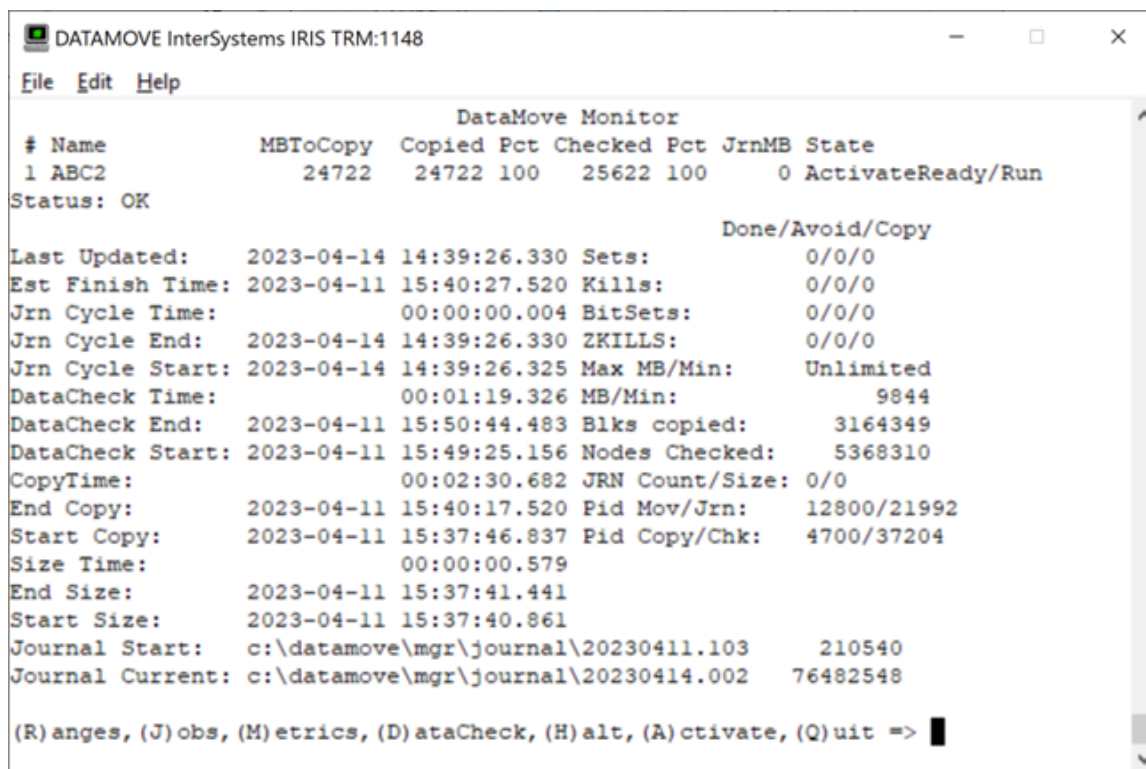 DATAMOVE InterSystems IRIS TRM:1148
File Edit Help
DataMove Monitor
# Name MBToCopy Copied Pct Checked Pct JrnMB State
1 ABC2 24722 24722 100 25622 100 0 ActivateReady/Run
Status: OK
Done/Avoid/Copy
Last Updated: 2023-04-14 14:39:26.330 Sets: 0/0/0
Est Finish Time: 2023-04-11 15:40:27.520 Kills: 0/0/0
Jrn Cycle Time: 00:00:00.004 BitSets: 0/0/0
Jrn Cycle End: 2023-04-14 14:39:26.330 ZKILLS: 0/0/0
Jrn Cycle Start: 2023-04-14 14:39:26.325 Max MB/Min: Unlimited
DataCheck Time: 00:01:19.326 MB/Min: 9844
DataCheck End: 2023-04-11 15:50:44.483 Blks copied: 3164349
DataCheck Start: 2023-04-11 15:49:25.156 Nodes Checked: 5368310
CopyTime: 00:02:30.682 JRN Count/Size: 0/0
End Copy: 2023-04-11 15:40:17.520 Pid Mov/Jrn: 12800/21992
Start Copy: 2023-04-11 15:37:46.837 Pid Copy/Chk: 4700/37204
Size Time: 00:00:00.579
End Size: 2023-04-11 15:37:41.441
Start Size: 2023-04-11 15:37:40.861
Journal Start: c:\datamove\mgr\journal\20230411.103 210540
Journal Current: c:\datamove\mgr\journal\20230414.002 76482548
(R)anges,(J)obs,(M)etrics,(D)ataCheck,(H)alt,(A)ctivate,(Q)uit =>